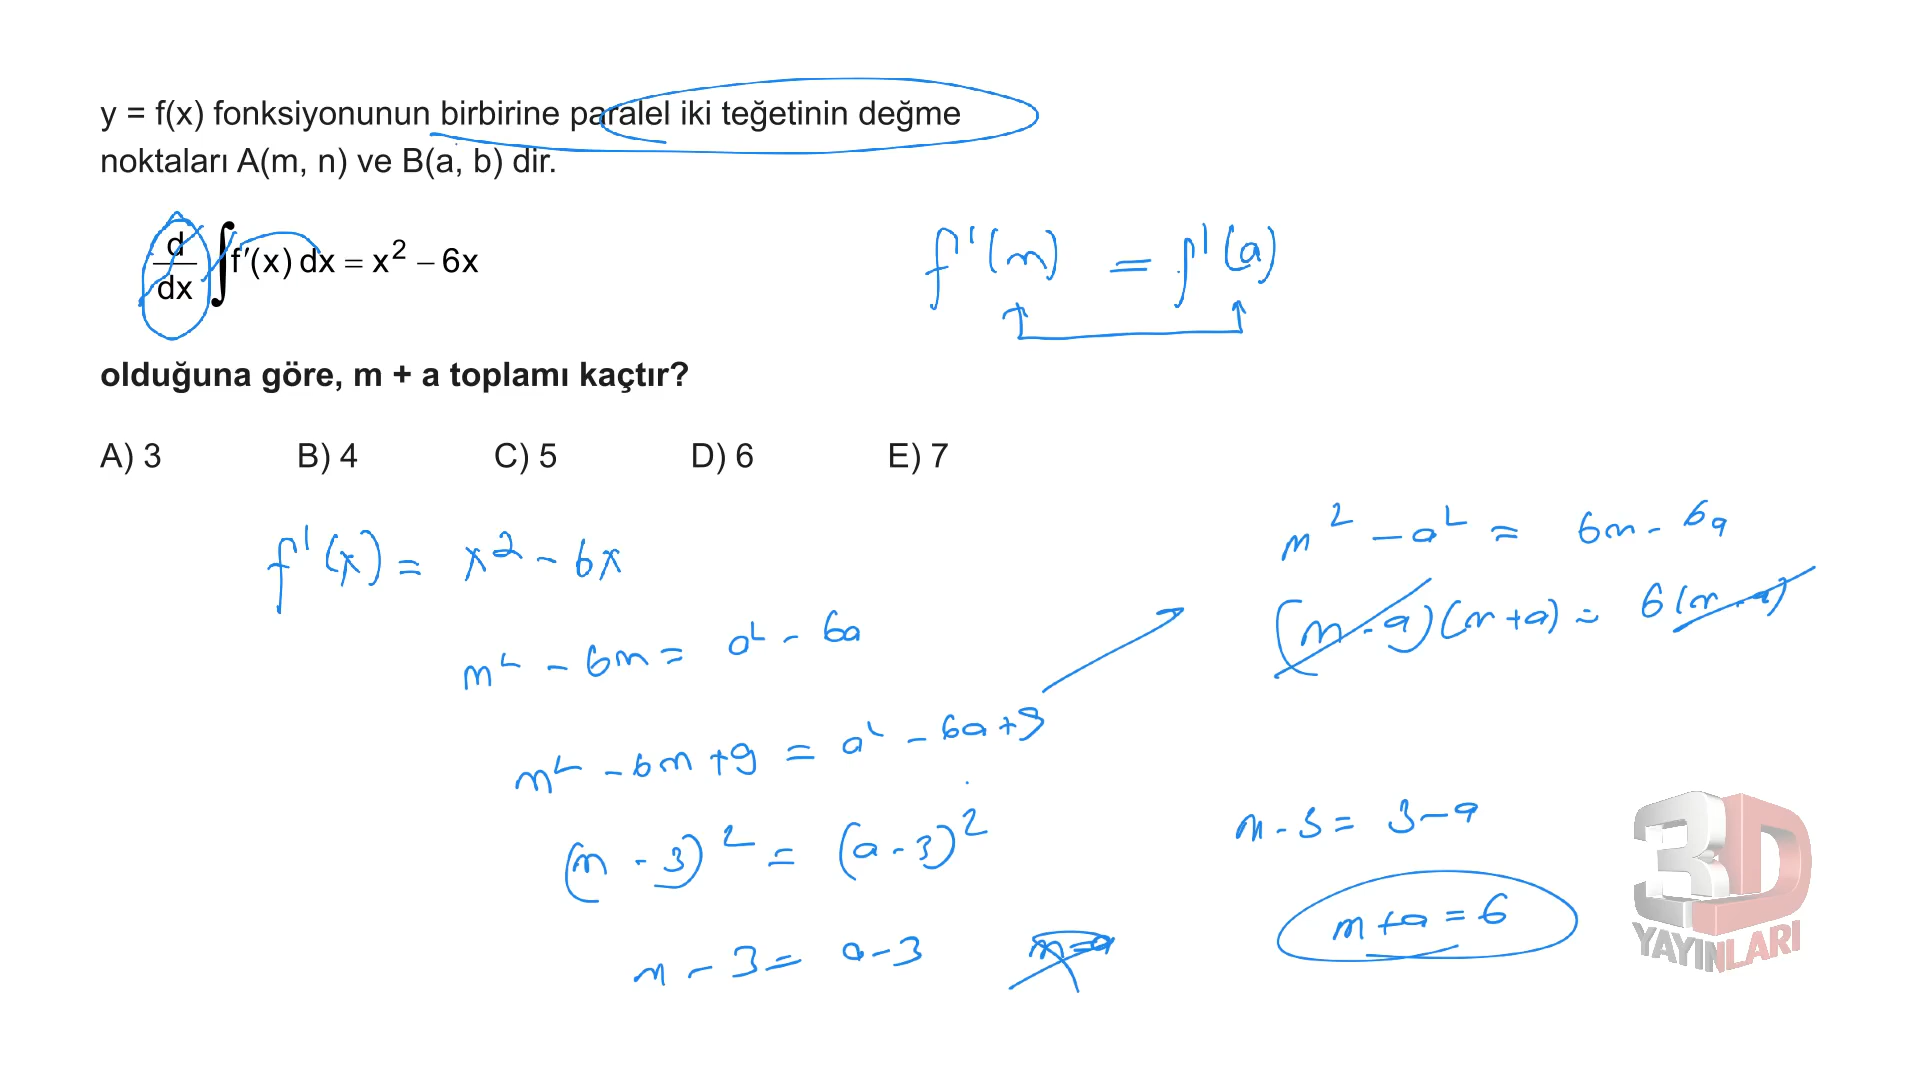 y = f(x) fonksiyonunun birbirine paralel iki teğetinin değme
noktaları A(m, n) ve B(a, b) dir.
d/dx ∫f′(x) dx = x² − 6x
f'(m) = f'(a)
olduğuna göre, m + a toplamı kaçtır?
A) 3 B) 4 C) 5 D) 6 E) 7
f'(x) = x² - 6x
m² - 6m = a² - 6a
m² - 6m + 9 = a² - 6a + 9
(m - 3)² = (a - 3)²
m - 3 = a - 3
m = a
m² - a² = 6m - 6a
(m - a)(m + a) = 6(m - a)
m - 3 = 3 - a
m + a = 6
3D
YAYINLARI